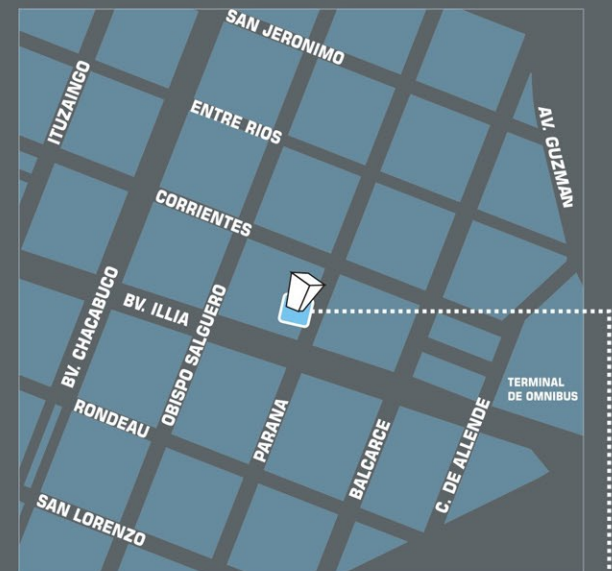 SAN JERONIMO
ITUZAINGO
ENTRE RIOS
AV. GUZMAN
CORRIENTES
BV. CHACABUCO
BV. ILLIA
OBISPO SALGUERO
TERMINAL
DE OMNIBUS
RONDEAU
PARANA
BALCARCE
C. DE ALLENDE
SAN LORENZO